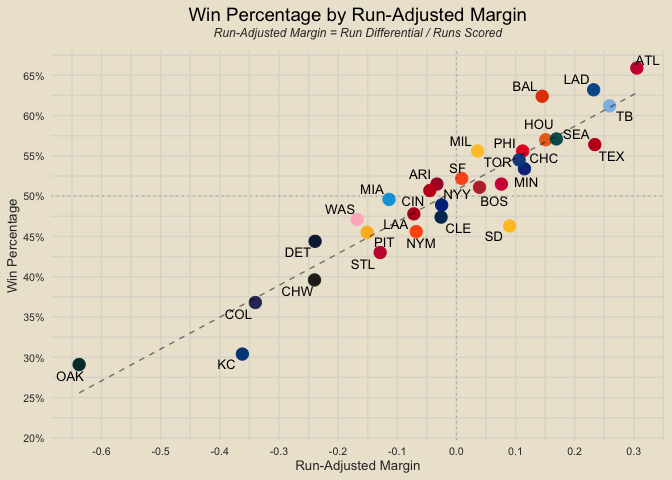 Win Percentage by Run-Adjusted Margin
Run-Adjusted Margin = Run Differential / Runs Scored
65%
60%
55%
50%
45%
40%
35%
30%
25%
20%
Win Percentage
ATL
LAD
BAL
TB
HOU
SEA
TEX
MIL
PHI
CHC
TOR
SF
MIN
ARI
MIA
NYY
BOS
CIN
WAS
LAA
CLE
SD
PIT
NYM
DET
STL
CHW
COL
KC
OAK
-0.6
-0.5
-0.4
-0.3
-0.2
-0.1
0.0
0.1
0.2
0.3
Run-Adjusted Margin